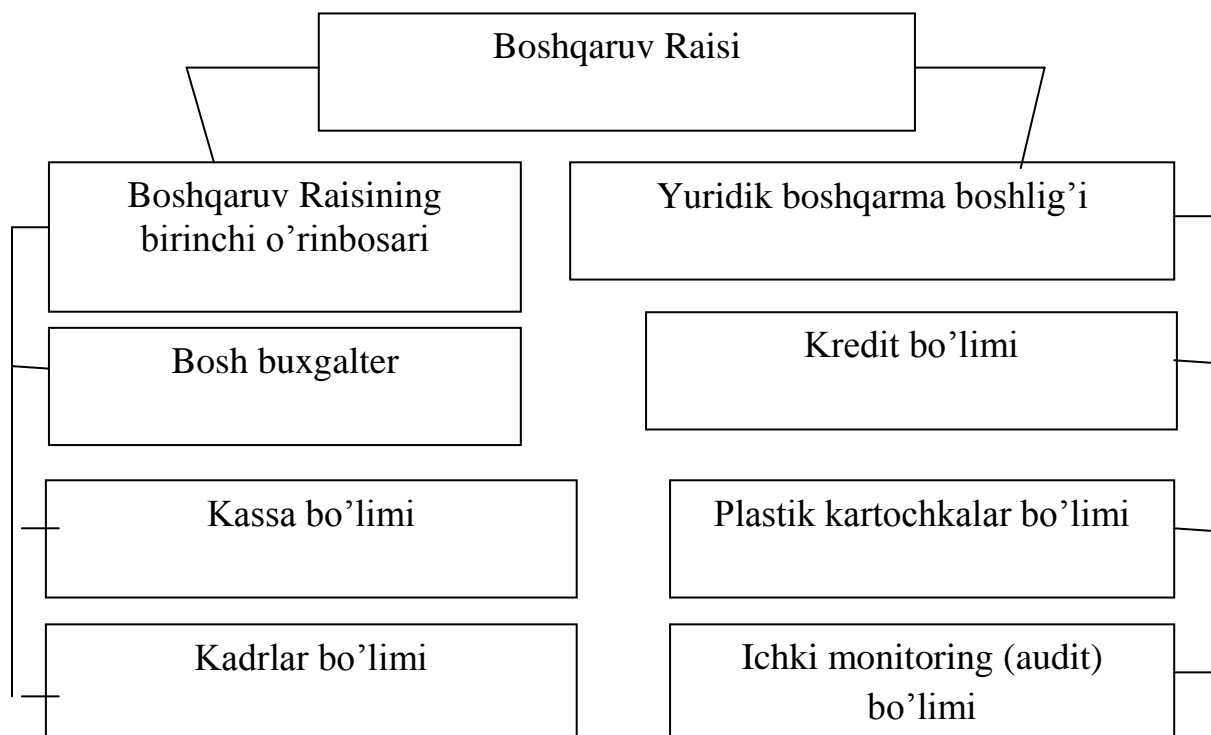 Boshqaruv Raisi
Boshqaruv Raisining
birinchi o’rinbosari
Yuridik boshqarma boshlig’i
Bosh buxgalter
Kredit bo’limi
Kassa bo’limi
Plastik kartochkalar bo’limi
Kadrlar bo’limi
Ichki monitoring (audit)
bo’limi